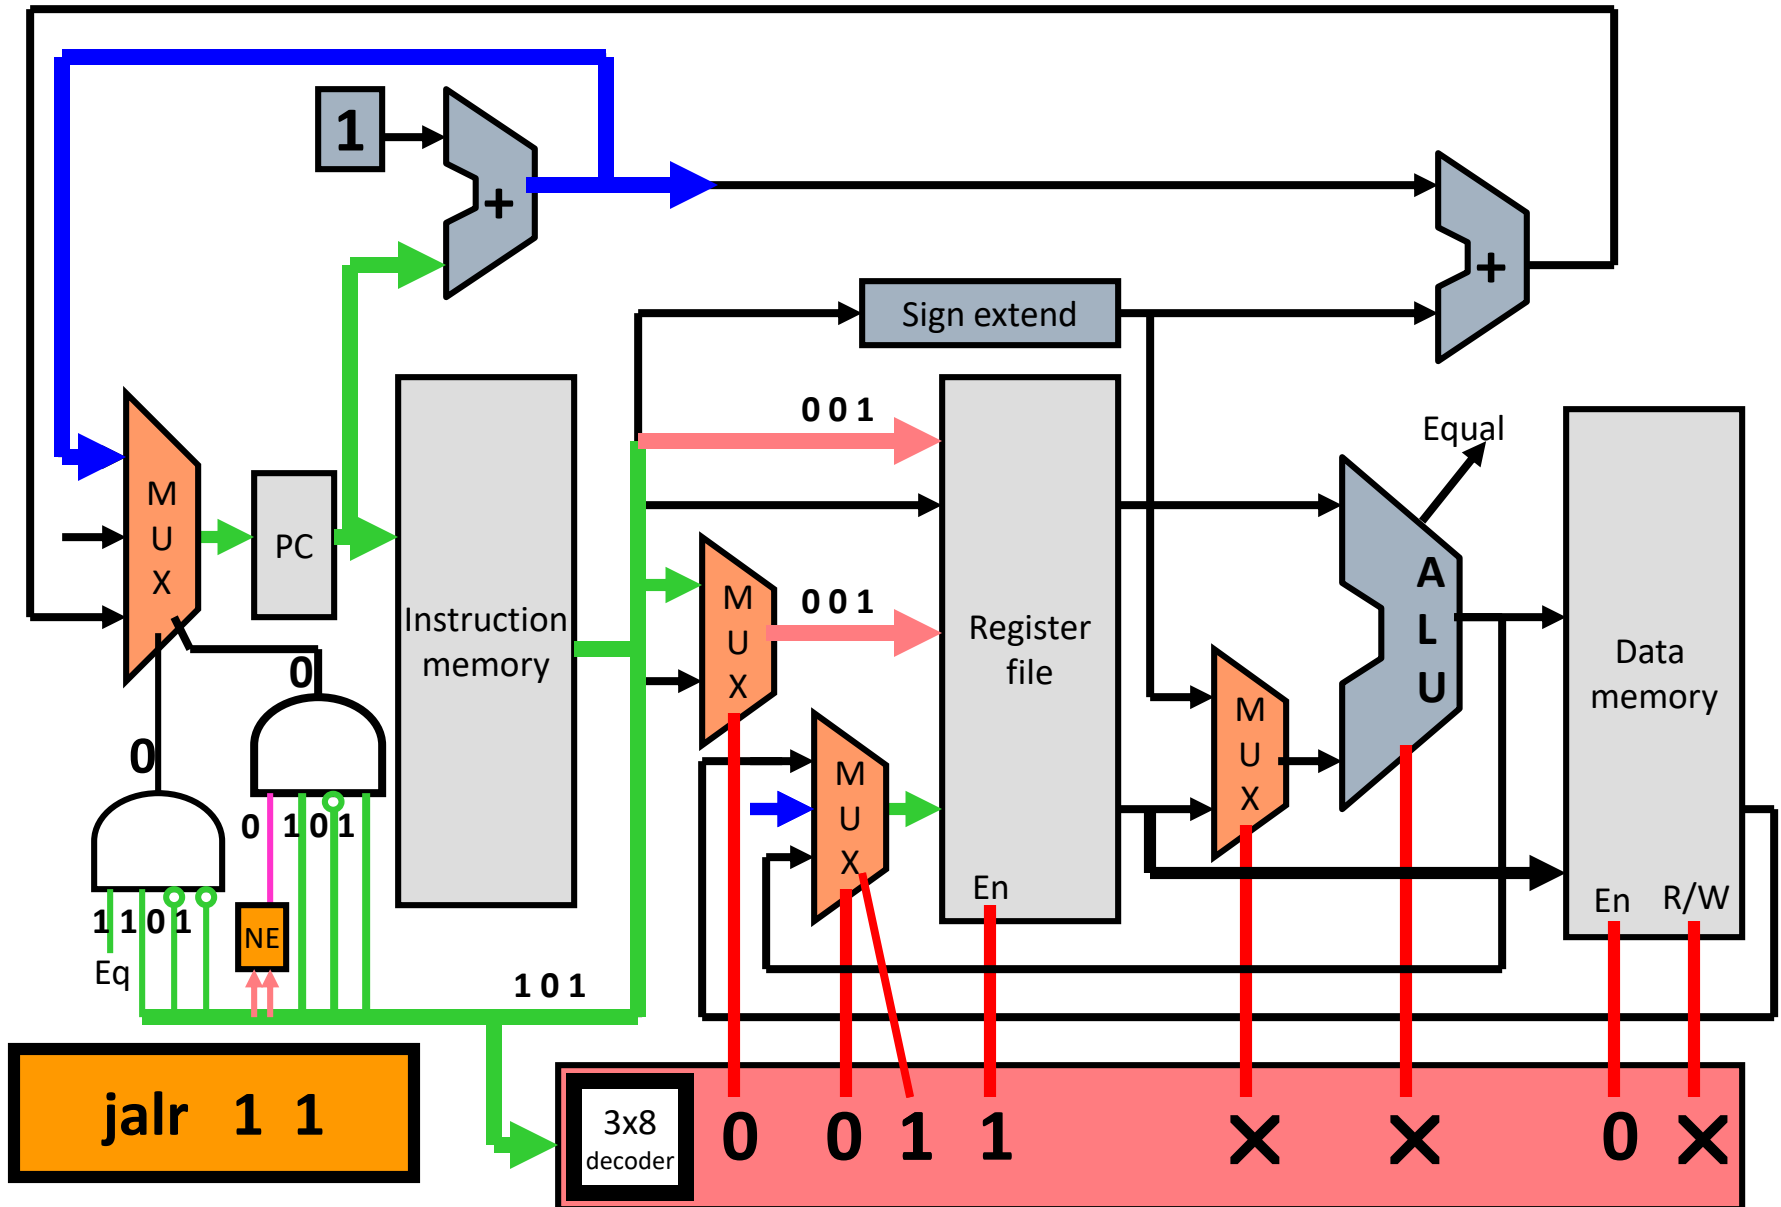 1
+
+
Sign extend
0 0 1
Equal
M
U
X
PC
Instruction
memory
M
U
X
0 0 1
Register
file
En
A
L
U
M
U
X
Data
memory
En
R/W
0
0
M
U
X
0 1 0 1
1 1 0 1
Eq
NE
1 0 1
jalr 1 1
3x8
decoder
0 0 1 1 X X 0 X